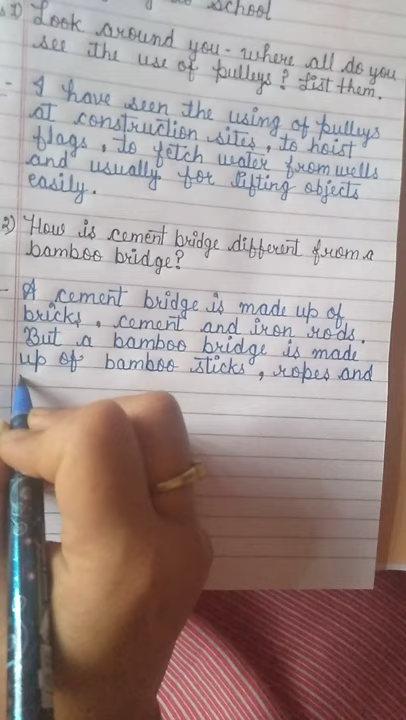 school
1) Look around you - where all do you
see the use of pulleys? List them.
- I have seen the using of pulleys
at construction sites, to hoist
flags, to fetch water from wells
and usually for lifting objects
easily.
2) How is cement bridge different from a
bamboo bridge?
- A cement bridge is made up of
bricks, cement and iron rods.
But a bamboo bridge is made
up of bamboo sticks, ropes and